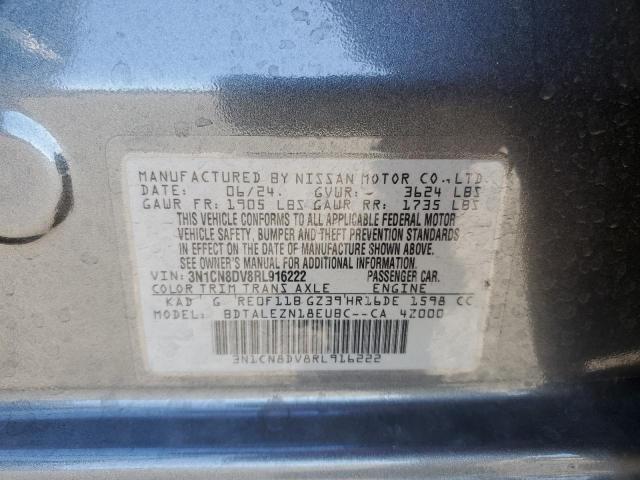 MANUFACTURED BY NISSAN MOTOR CO., LTD.
DATE: 06/24. GVWR:- 3624 LBS
GAWR FR: 1905 LBS GAWR RR: 1735 LBS
THIS VEHICLE CONFORMS TO ALL APPLICABLE FEDERAL MOTOR
VEHICLE SAFETY, BUMPER AND THEFT PREVENTION STANDARDS
IN EFFECT ON THE DATE OF MANUFACTURE SHOWN ABOVE.
SEE OWNER'S MANUAL FOR ADDITIONAL INFORMATION
VIN: 3N1CN8DV8RL916222 PASSENGER CAR.
COLOR TRIM TRANS AXLE ENGINE
KAD G RE0F11B GZ39 HR16DE 1598 CC
MODEL: BDTALEZN18EUBC--CA 4Z000
3N1CN8DV8RL916222